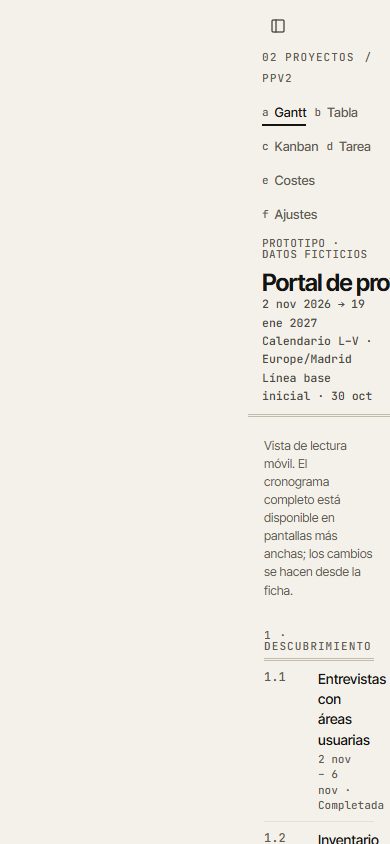 02 PROYECTOS /
PPV2
a Gantt b Tabla
c Kanban d Tarea
e Costes
f Ajustes
PROTOTIPO ·
DATOS FICTICIOS
Portal de pro
2 nov 2026 → 19
ene 2027
Calendario L–V ·
Europe/Madrid
Línea base
inicial · 30 oct
Vista de lectura
móvil. El
cronograma
completo está
disponible en
pantallas más
anchas; los cambios
se hacen desde la
ficha.
1 ·
DESCUBRIMIENTO
1.1 Entrevistas
con
áreas
usuarias
2 nov
– 6
nov ·
Completada
1.2 Inventario